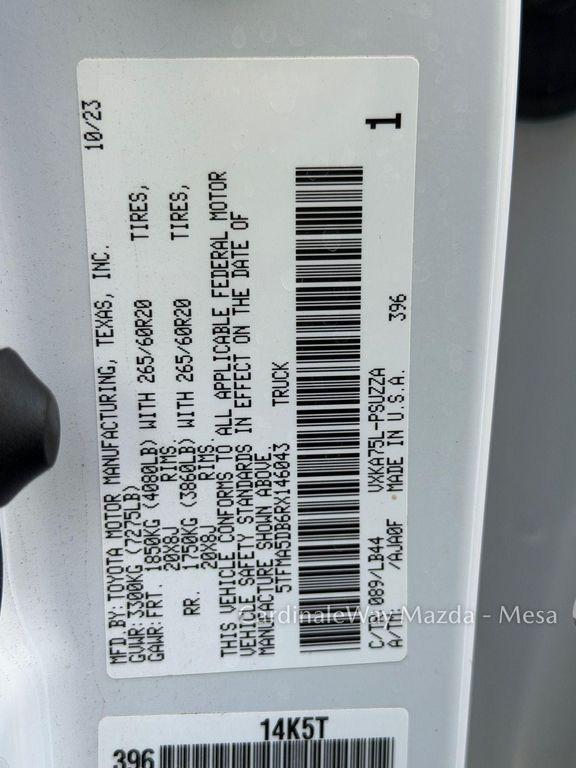 MFD BY: TOYOTA MOTOR MANUFACTURING, TEXAS, INC. 10/23
GVWR: 3300KG (7275LB)
GAWR: FRT. 1850KG (4080LB) WITH 265/60R20 TIRES,
20X8J RIMS.
RR. 1750KG (3860LB) WITH 265/60R20 TIRES,
20X8J RIMS.
THIS VEHICLE CONFORMS TO ALL APPLICABLE FEDERAL MOTOR
VEHICLE SAFETY STANDARDS IN EFFECT ON THE DATE OF
MANUFACTURE SHOWN ABOVE.
5TFMA5DB6RX146043 TRUCK
C/TR: 089/LB44 VXKA75L-PSUZZA 396
A/TM: /AJA0F MADE IN U.S.A.
1
CardinaleWay Mazda - Mesa
14K5T
396